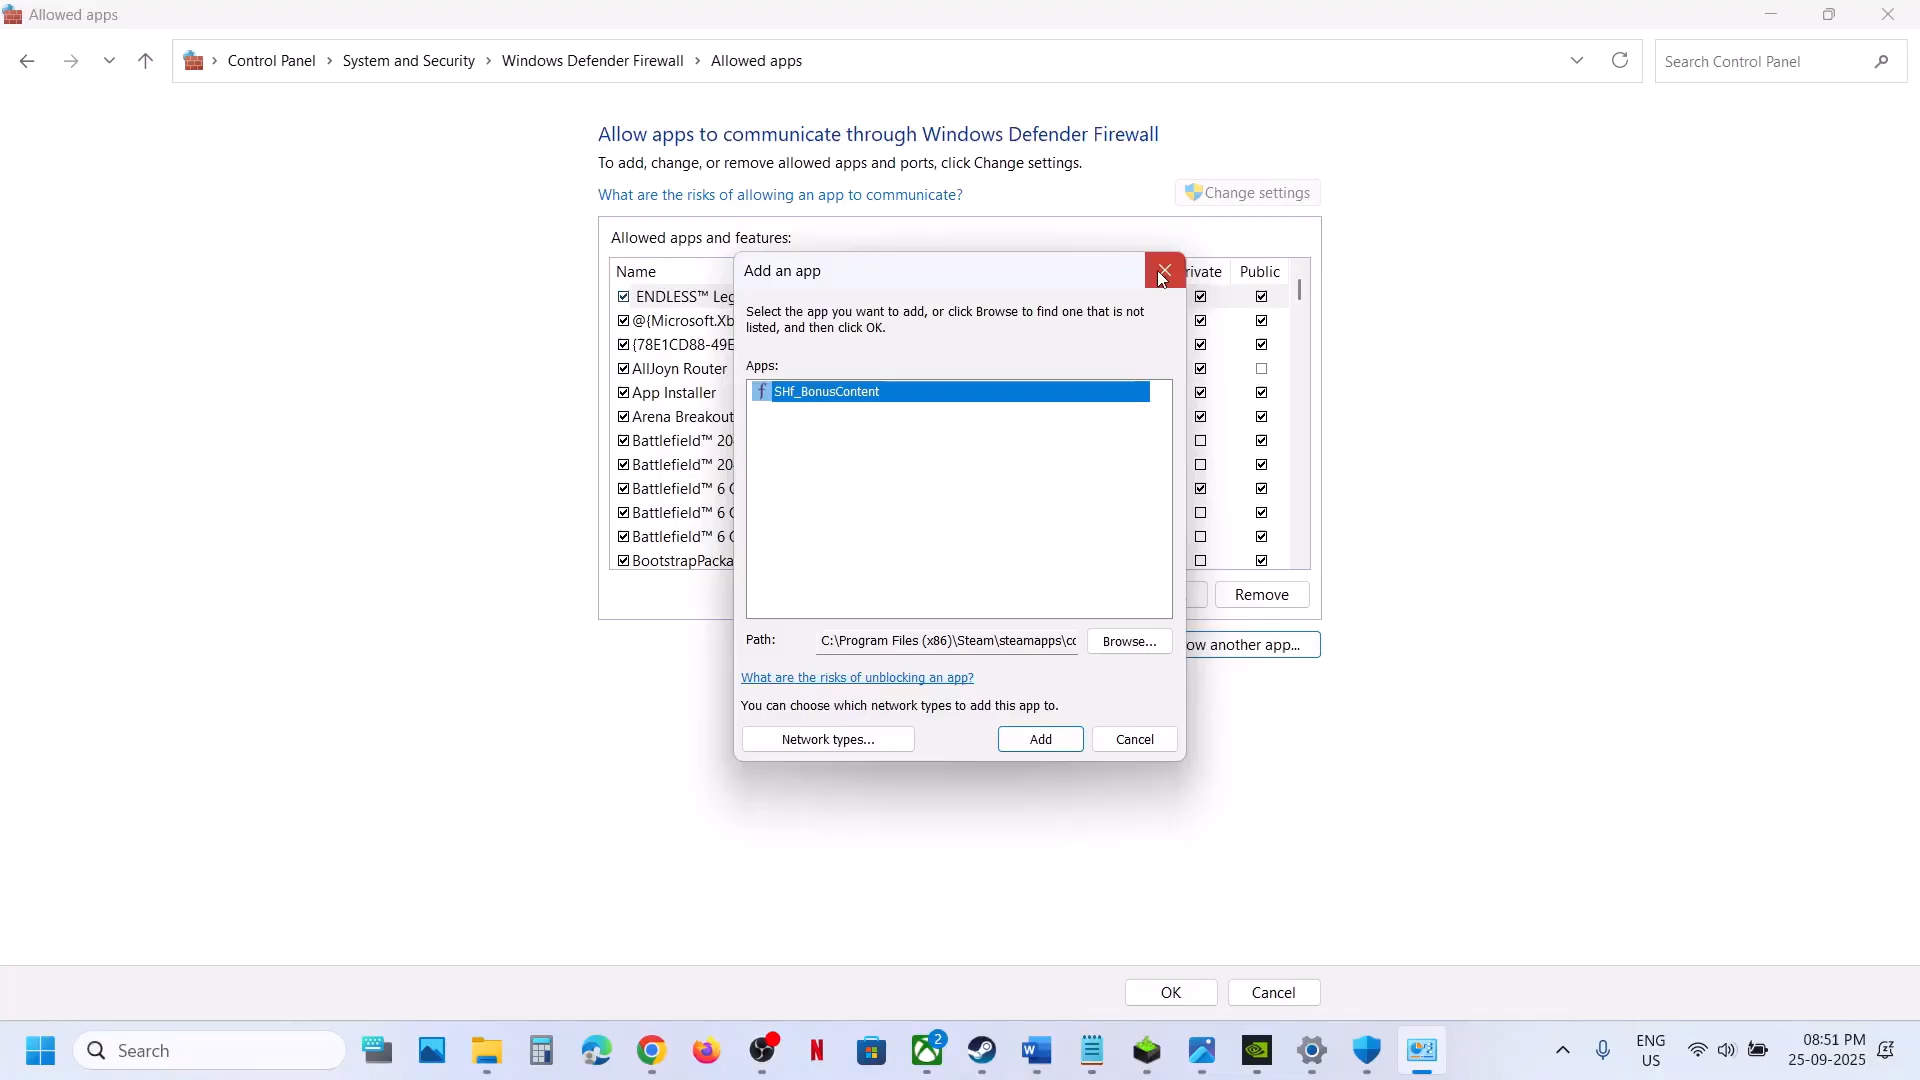 Allowed apps
Control Panel > System and Security > Windows Defender Firewall > Allowed apps
Search Control Panel
Allow apps to communicate through Windows Defender Firewall
To add, change, or remove allowed apps and ports, click Change settings.
What are the risks of allowing an app to communicate?
Change settings
Allowed apps and features:
Name
Public
ENDLESS™ Leg
@{Microsoft.Xb
{78E1CD88-49E
AllJoyn Router
App Installer
Arena Breakout
Battlefield™ 20
Battlefield™ 20
Battlefield™ 6
Battlefield™ 6
Battlefield™ 6
BootstrapPacka
Remove
ow another app...
Add an app
Select the app you want to add, or click Browse to find one that is not
listed, and then click OK.
Apps:
SHf_BonusContent
Path:
C:\Program Files (x86)\Steam\steamapps\cc
Browse...
What are the risks of unblocking an app?
You can choose which network types to add this app to.
Network types...
Add
Cancel
OK
Cancel
Search
2
ENG
US
08:51 PM
25-09-2025